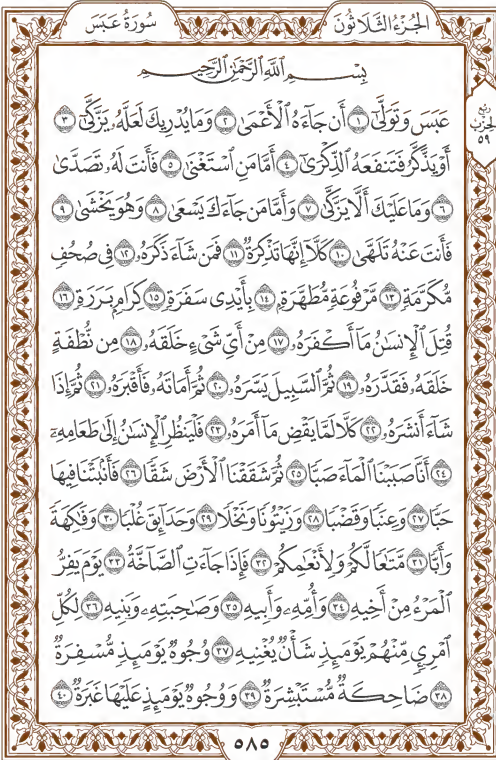 الجُزْءُ الثَّلَاثُونَ
سُورَةُ عَبَسَ
بِسْمِ ٱللَّهِ ٱلرَّحْمَٰنِ ٱلرَّحِيمِ
عَبَسَ وَتَوَلَّىٰٓ ١ أَن جَآءَهُ ٱلْأَعْمَىٰ ٢ وَمَا يُدْرِيكَ لَعَلَّهُۥ يَزَّكَّىٰٓ ٣
أَوْ يَذَّكَّرُ فَتَنفَعَهُ ٱلذِّكْرَىٰٓ ٤ أَمَّا مَنِ ٱسْتَغْنَىٰ ٥ فَأَنتَ لَهُۥ تَصَدَّىٰ
٦ وَمَا عَلَيْكَ أَلَّا يَزَّكَّىٰ ٧ وَأَمَّا مَن جَآءَكَ يَسْعَىٰ ٨ وَهُوَ يَخْشَىٰ ٩
فَأَنتَ عَنْهُ تَلَهَّىٰ ١٠ كَلَّآ إِنَّهَا تَذْكِرَةٌ ١١ فَمَن شَآءَ ذَكَرَهُۥ ١٢ فِى صُحُفٍ
مُّكَرَّمَةٍ ١٣ مَّرْفُوعَةٍ مُّطَهَّرَةٍۭ ١٤ بِأَيْدِى سَفَرَةٍ ١٥ كِرَامٍۭ بَرَرَةٍ ١٦
قُتِلَ ٱلْإِنسَٰنُ مَآ أَكْفَرَهُۥ ١٧ مِنْ أَىِّ شَىْءٍ خَلَقَهُۥ ١٨ مِن نُّطْفَةٍ
خَلَقَهُۥ فَقَدَّرَهُۥ ١٩ ثُمَّ ٱلسَّبِيلَ يَسَّرَهُۥ ٢٠ ثُمَّ أَمَاتَهُۥ فَأَقْبَرَهُۥ ٢١ ثُمَّ إِذَا
شَآءَ أَنشَرَهُۥ ٢٢ كَلَّا لَمَّا يَقْضِ مَآ أَمَرَهُۥ ٢٣ فَلْيَنظُرِ ٱلْإِنسَٰنُ إِلَىٰ طَعَامِهِۦٓ
٢٤ أَنَّا صَبَبْنَا ٱلْمَآءَ صَبًّا ٢٥ ثُمَّ شَقَقْنَا ٱلْأَرْضَ شَقًّا ٢٦ فَأَنۢبَتْنَا فِيهَا
حَبًّا ٢٧ وَعِنَبًا وَقَضْبًا ٢٨ وَزَيْتُونًا وَنَخْلًا ٢٩ وَحَدَآئِقَ غُلْبًا ٣٠ وَفَٰكِهَةً
وَأَبًّا ٣١ مَّتَٰعًا لَّكُمْ وَلِأَنْعَٰمِكُمْ ٣٢ فَإِذَا جَآءَتِ ٱلصَّآخَّةُ ٣٣ يَوْمَ يَفِرُّ
ٱلْمَرْءُ مِنْ أَخِيهِ ٣٤ وَأُمِّهِۦ وَأَبِيهِ ٣٥ وَصَٰحِبَتِهِۦ وَبَنِيهِ ٣٦ لِكُلِّ
ٱمْرِئٍ مِّنْهُمْ يَوْمَئِذٍ شَأْنٌ يُغْنِيهِ ٣٧ وُجُوهٌ يَوْمَئِذٍ مُّسْفِرَةٌ
٣٨ ضَاحِكَةٌ مُّسْتَبْشِرَةٌ ٣٩ وَوُجُوهٌ يَوْمَئِذٍ عَلَيْهَا غَبَرَةٌ ٤٠
ربع
الحزب
٥٩
٥٨٥